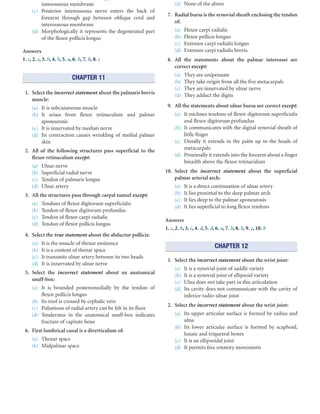 interosseous membrane
(c) Posterior interosseous nerve enters the back of
forearm through gap between oblique cord and
interosseous membrane
(d) Morphologically it represents the degenerated part
of the flexor pollicis longus
Answers
1. c, 2. c, 3. b, 4. b, 5. a, 6. b, 7. b, 8. c
CHAPTER 11
1. Select the incorrect statement about the palmaris brevis
muscle:
(a) It is subcutaneous muscle
(b) It arises from flexor retinaculum and palmar
aponeurosis
(c) It is innervated by median nerve
(d) Its contraction causes wrinkling of medial palmar
skin
2. All of the following structures pass superficial to the
flexor retinaculum except:
(a) Ulnar nerve
(b) Superficial radial nerve
(c) Tendon of palmaris longus
(d) Ulnar artery
3. All the structures pass through carpal tunnel except:
(a) Tendons of flexor digitorum superficialis
(b) Tendon of flexor digitorum profundus
(c) Tendon of flexor carpi radialis
(d) Tendon of flexor pollicis longus
4. Select the true statement about the abductor pollicis:
(a) It is the muscle of thenar eminence
(b) It is a content of thenar space
(c) It transmits ulnar artery between its two heads
(d) It is innervated by ulnar nerve
5. Select the incorrect statement about an anatomical
snuff-box:
(a) It is bounded posteromedially by the tendon of
flexor pollicis longus
(b) Its roof is crossed by cephalic vein
(c) Pulsations of radial artery can be felt in its floor
(d) Tenderness in the anatomical snuff-box indicates
fracture of capitate bone
6. First lumbrical canal is a diverticulum of:
(a) Thenar space
(b) Midpalmar space
(d) None of the above
7. Radial bursa is the synovial sheath enclosing the tendon
of:
(a) Flexor carpi radialis
(b) Flexor pollicis longus
(c) Extensor carpi radialis longus
(d) Extensor carpi radialis brevis
8. All the statements about the palmar interossei are
correct except:
(a) They are unipennate
(b) They take origin from all the five metacarpals
(c) They are innervated by ulnar nerve
(d) They adduct the digits
9. All the statements about ulnar bursa are correct except:
(a) It encloses tendons of flexor digitorum superficialis
and flexor digitorum profundus
(b) It communicates with the digital synovial sheath of
little finger
(c) Distally it extends in the palm up to the heads of
metacarpals
(d) Proximally it extends into the forearm about a finger
breadth above the flexor retinaculum
10. Select the incorrect statement about the superficial
palmar arterial arch:
(a) It is a direct continuation of ulnar artery
(b) It lies proximal to the deep palmar arch
(c) It lies deep to the palmar aponeurosis
(d) It lies superficial to long flexor tendons
Answers
1. c, 2. b, 3. c, 4. d, 5. d, 6. a, 7. b, 8. b, 9. c, 10. b
CHAPTER 12
1. Select the incorrect statement about the wrist joint:
(a) It is a synovial joint of saddle variety
(b) It is a synovial joint of ellipsoid variety
(c) Ulna does not take part in this articulation
(d) Its cavity does not communicate with the cavity of
inferior radio-ulnar joint
2. Select the incorrect statement about the wrist joint:
(a) Its upper articular surface is formed by radius and
ulna
(b) Its lower articular surface is formed by scaphoid,
lunate and triquetral bones
(c) It is an ellipsoidal joint
(d) It permits free rotatory movements